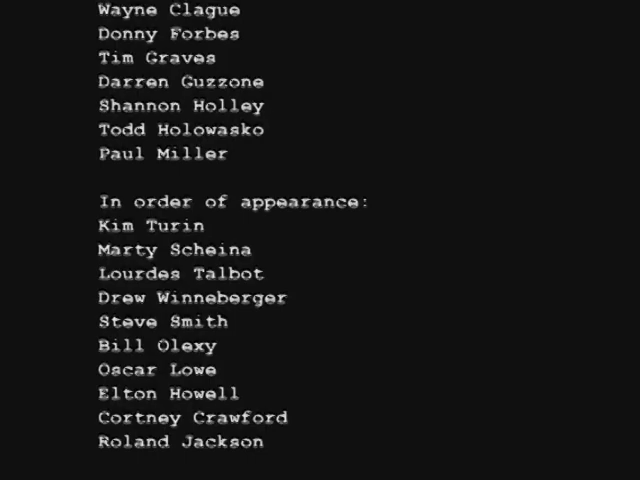 Wayne Clague
Donny Forbes
Tim Graves
Darren Guzzone
Shannon Holley
Todd Holowasko
Paul Miller
In order of appearance:
Kim Turin
Marty Scheina
Lourdes Talbot
Drew Winneberger
Steve Smith
Bill Olexy
Oscar Lowe
Elton Howell
Cortney Crawford
Roland Jackson